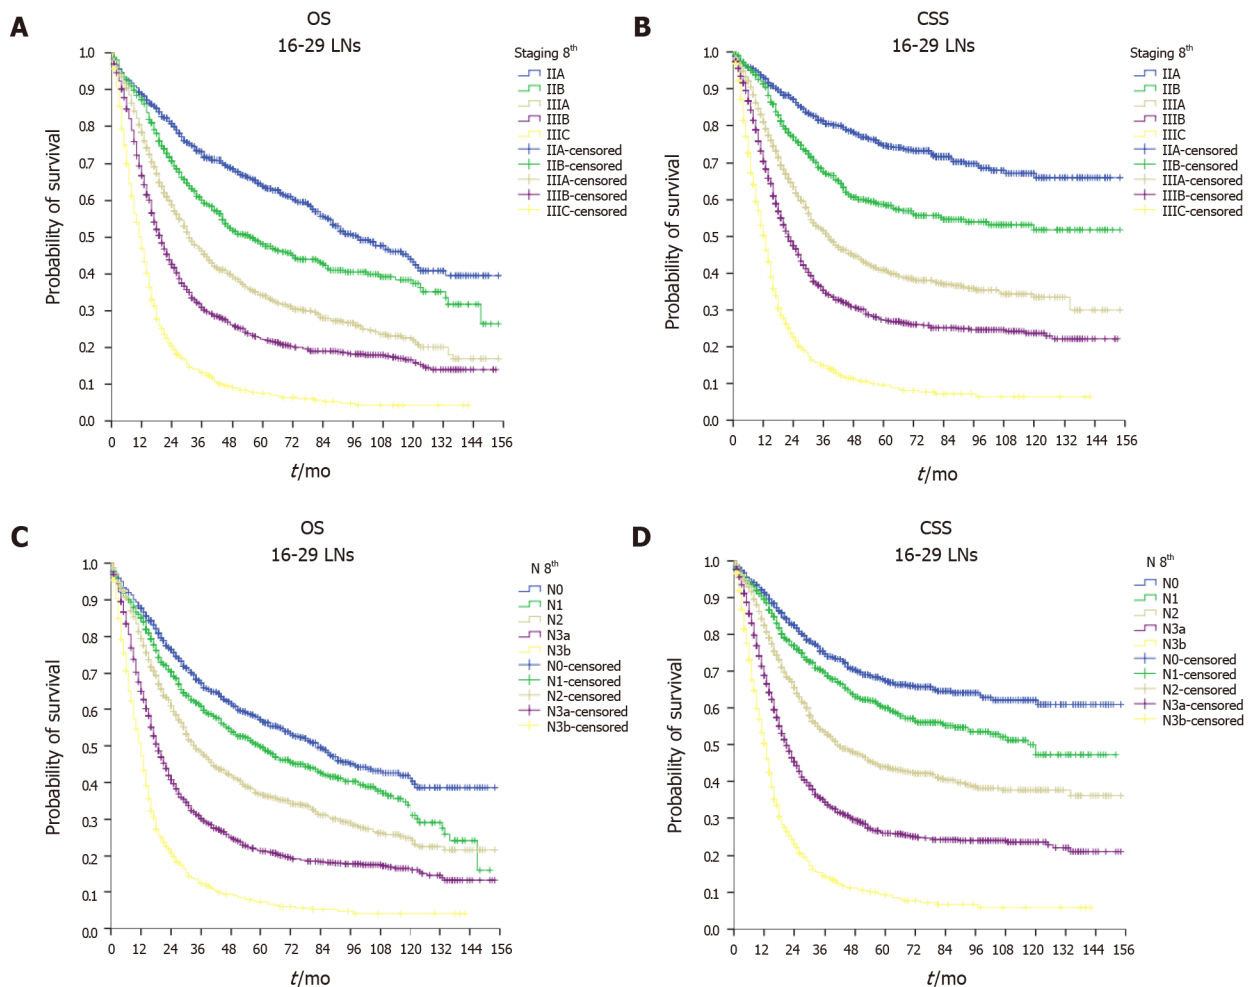 A
OS
16-29 LNs
Probability of survival
1.0
0.9
0.8
0.7
0.6
0.5
0.4
0.3
0.2
0.1
0.0
0 12 24 36 48 60 72 84 96 108 120 132 144 156
t/mo
Staging 8th
IIA
IIB
IIIA
IIIB
IIIC
IIA-censored
IIB-censored
IIIA-censored
IIIB-censored
IIIC-censored
B
CSS
16-29 LNs
Probability of survival
1.0
0.9
0.8
0.7
0.6
0.5
0.4
0.3
0.2
0.1
0.0
0 12 24 36 48 60 72 84 96 108 120 132 144 156
t/mo
Staging 8th
IIA
IIB
IIIA
IIIB
IIIC
IIA-censored
IIB-censored
IIIA-censored
IIIB-censored
IIIC-censored
C
OS
16-29 LNs
Probability of survival
1.0
0.9
0.8
0.7
0.6
0.5
0.4
0.3
0.2
0.1
0.0
0 12 24 36 48 60 72 84 96 108 120 132 144 156
t/mo
N 8th
N0
N1
N2
N3a
N3b
N0-censored
N1-censored
N2-censored
N3a-censored
N3b-censored
D
CSS
16-29 LNs
Probability of survival
1.0
0.9
0.8
0.7
0.6
0.5
0.4
0.3
0.2
0.1
0.0
0 12 24 36 48 60 72 84 96 108 120 132 144 156
t/mo
N 8th
N0
N1
N2
N3a
N3b
N0-censored
N1-censored
N2-censored
N3a-censored
N3b-censored